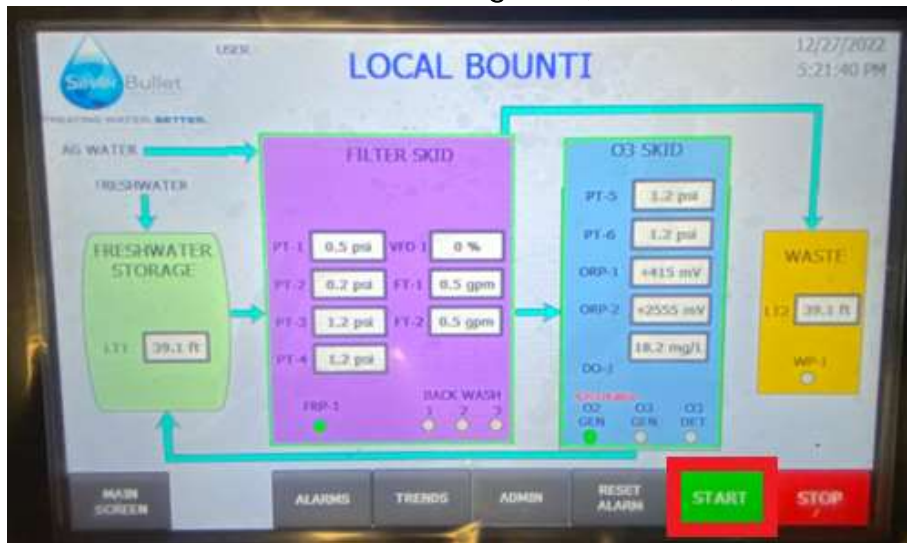 USER
LOCAL BOUNTI
12/27/2022
5:21:40 PM
Silver Bullet
TREATING WATER. BETTER.
AG WATER
FRESHWATER
FRESHWATER
STORAGE
LT1 39.1 ft
FILTER SKID
PT-1 0.5 psi VFD 1 0 %
PT-2 0.2 psi FT-1 0.5 gpm
PT-3 1.2 psi FT-2 0.5 gpm
PT-4 1.2 psi
FRP-1
BACK WASH
1 2 3
O3 SKID
PT-5 1.2 psi
PT-6 1.2 psi
ORP-1 +415 mV
ORP-2 +2555 mV
18.2 mg/L
DO-1
O2 O3 O3
GEN GEN DET
WASTE
LT2 39.1 ft
WP-1
MAIN
SCREEN
ALARMS
TRENDS
ADMIN
RESET
ALARM
START
STOP